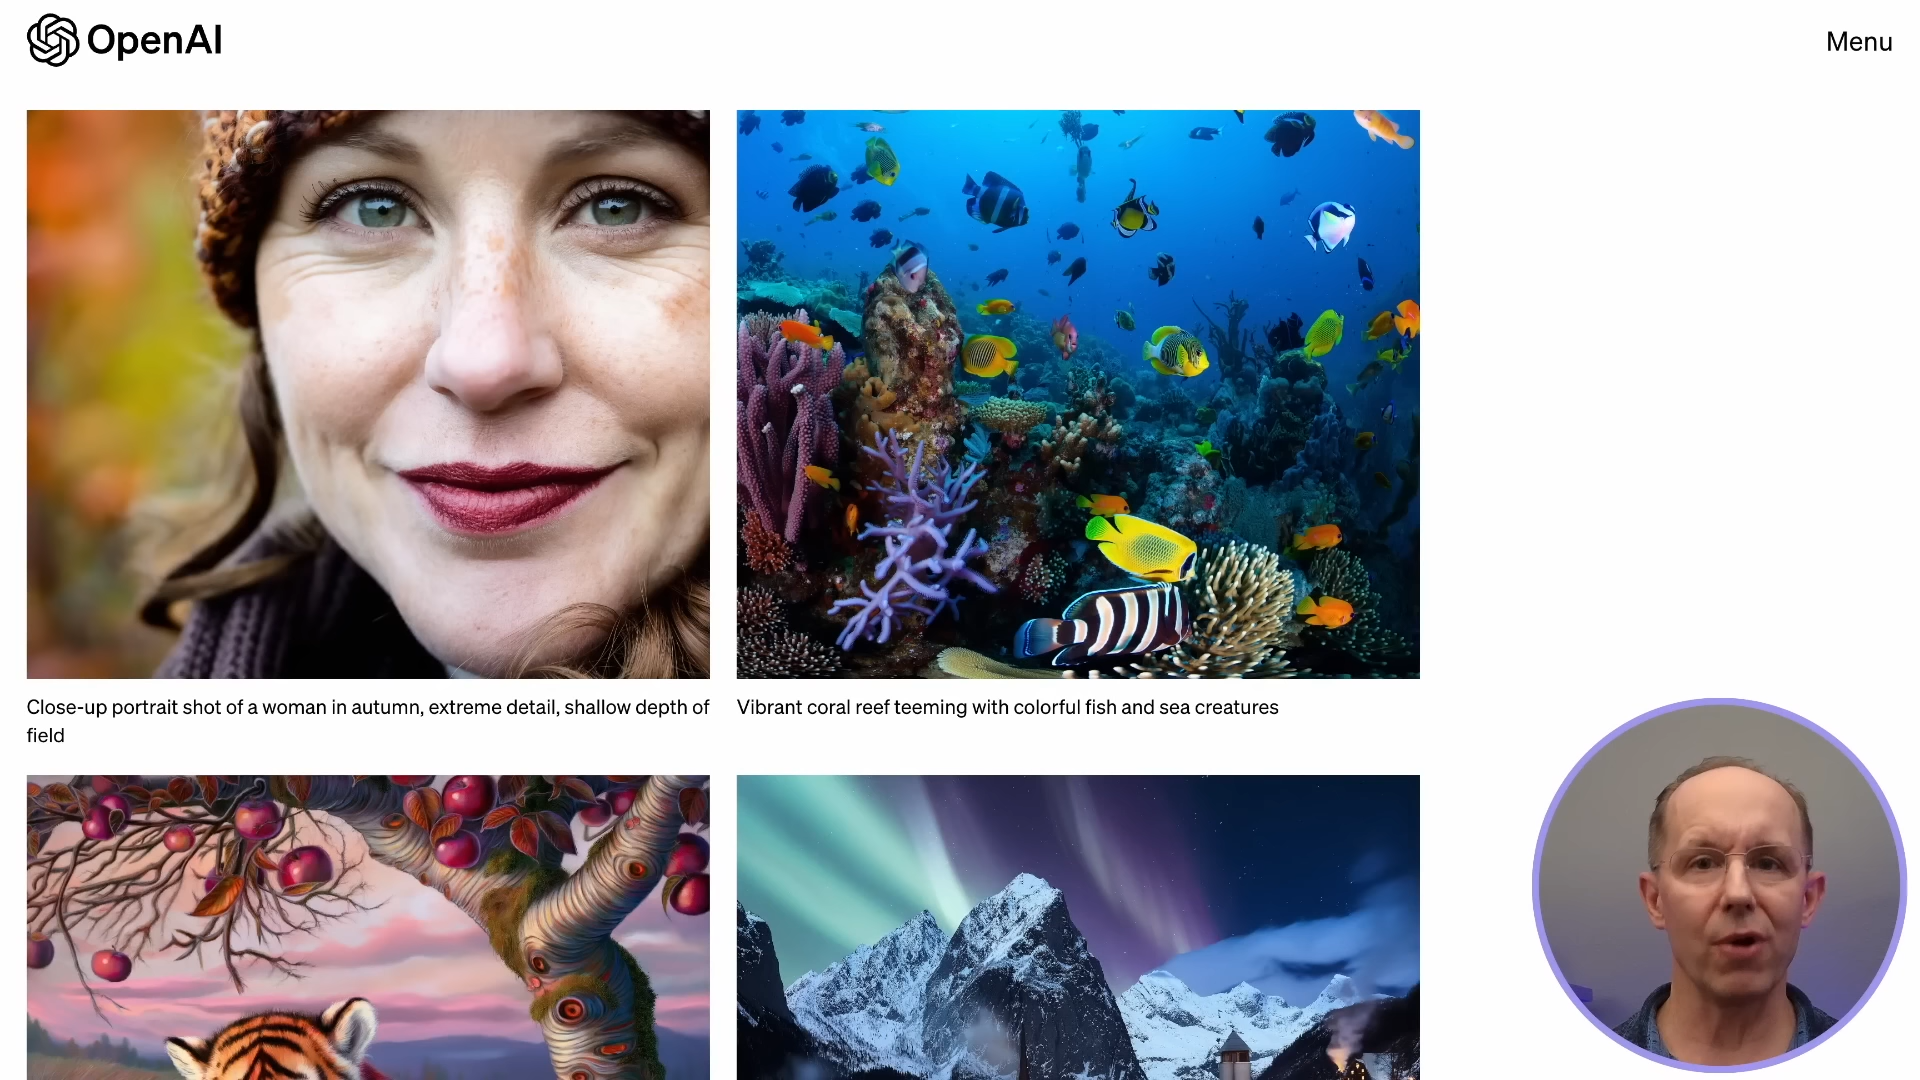 OpenAI
Menu
Close-up portrait shot of a woman in autumn, extreme detail, shallow depth of
field
Vibrant coral reef teeming with colorful fish and sea creatures